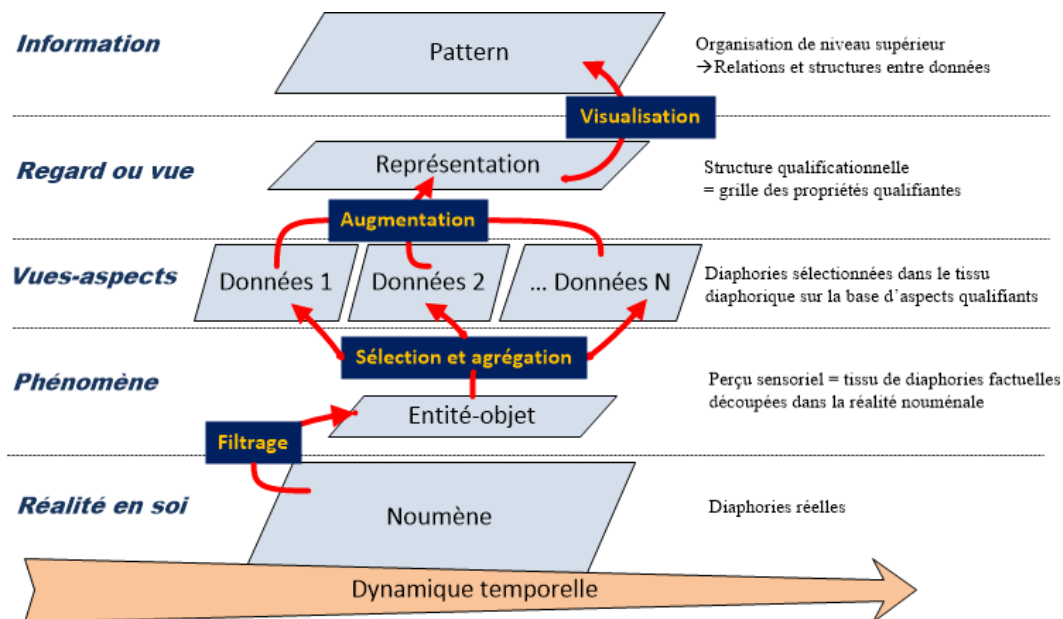 Information
Pattern
Organisation de niveau supérieur
→Relations et structures entre données
Visualisation
Regard ou vue
Représentation
Structure qualificationnelle
= grille des propriétés qualifiantes
Augmentation
Vues-aspects
Données 1
Données 2
... Données N
Diaphories sélectionnées dans le tissu
diaphorique sur la base d'aspects qualifiants
Sélection et agrégation
Phénomène
Entité-objet
Perçu sensoriel = tissu de diaphories factuelles
découpées dans la réalité nouménale
Filtrage
Réalité en soi
Noumène
Diaphories réelles
Dynamique temporelle